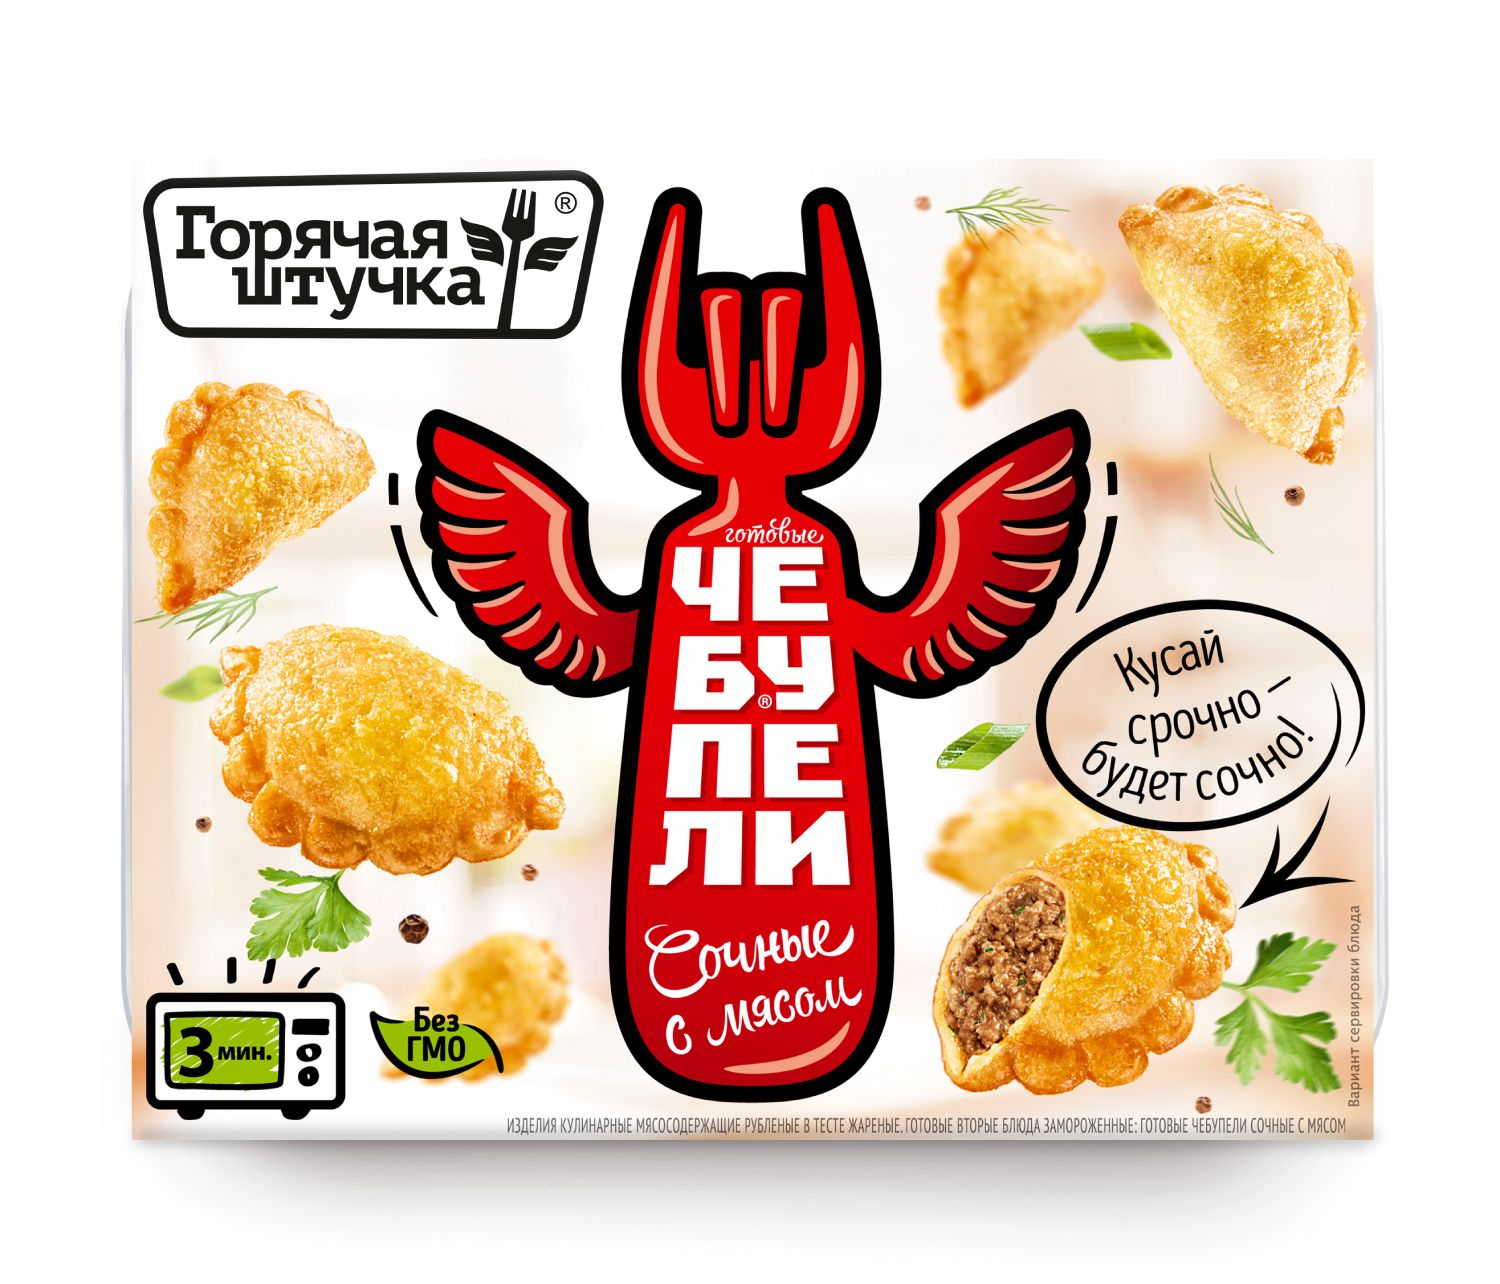 Горячая
штучка
®
готовые
ЧЕ
БУ
®
ПЕ
ЛИ
Сочные
с мясом
Кусай
срочно –
будет сочно!
3 мин.
Без
ГМО
Вариант сервировки блюда
ИЗДЕЛИЯ КУЛИНАРНЫЕ МЯСОСОДЕРЖАЩИЕ РУБЛЕНЫЕ В ТЕСТЕ ЖАРЕНЫЕ. ГОТОВЫЕ ВТОРЫЕ БЛЮДА ЗАМОРОЖЕННЫЕ: ГОТОВЫЕ ЧЕБУПЕЛИ СОЧНЫЕ С МЯСОМ